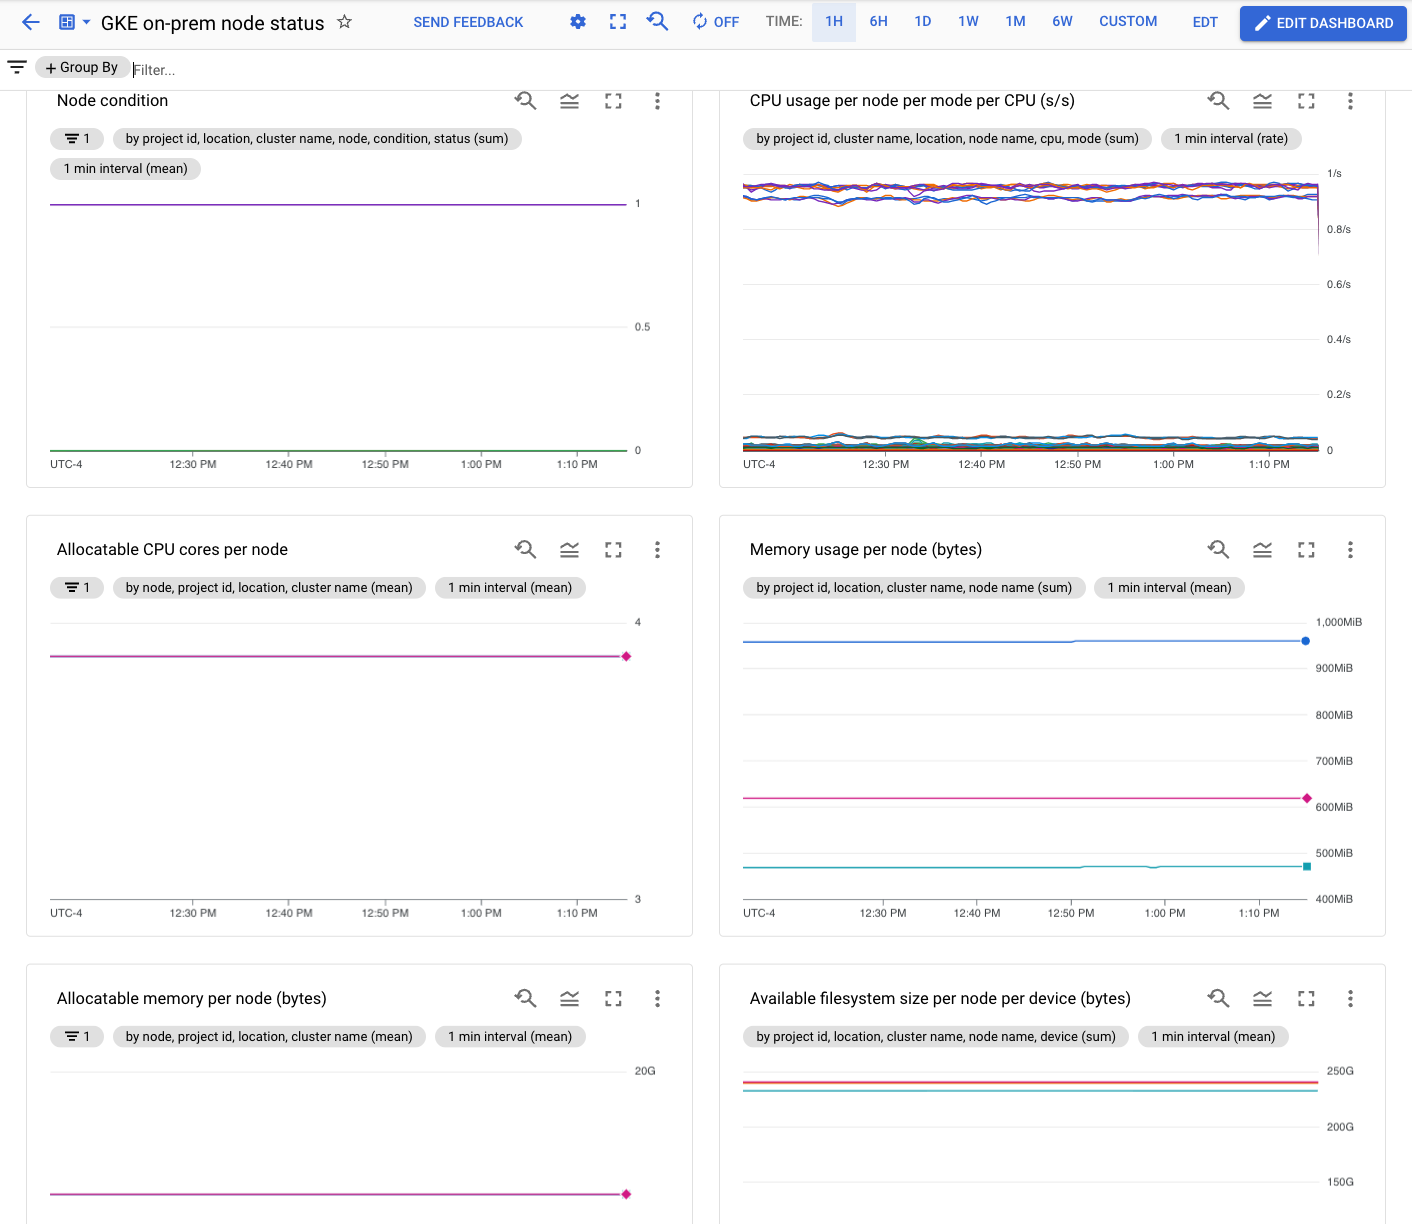 GKE on-prem node status
SEND FEEDBACK
OFF
TIME:
1H
6H
1D
1W
1M
6W
CUSTOM
EDT
EDIT DASHBOARD
+ Group By
Filter...
Node condition
1
by project id, location, cluster name, node, condition, status (sum)
1 min interval (mean)
1
0.5
0
UTC-4
12:30 PM
12:40 PM
12:50 PM
1:00 PM
1:10 PM
CPU usage per node per mode per CPU (s/s)
by project id, cluster name, location, node name, cpu, mode (sum)
1 min interval (rate)
1/s
0.8/s
0.6/s
0.4/s
0.2/s
0
UTC-4
12:30 PM
12:40 PM
12:50 PM
1:00 PM
1:10 PM
Allocatable CPU cores per node
1
by node, project id, location, cluster name (mean)
1 min interval (mean)
4
3
UTC-4
12:30 PM
12:40 PM
12:50 PM
1:00 PM
1:10 PM
Memory usage per node (bytes)
by project id, location, cluster name, node name (sum)
1 min interval (mean)
1,000MiB
900MiB
800MiB
700MiB
600MiB
500MiB
400MiB
UTC-4
12:30 PM
12:40 PM
12:50 PM
1:00 PM
1:10 PM
Allocatable memory per node (bytes)
1
by node, project id, location, cluster name (mean)
1 min interval (mean)
20G
Available filesystem size per node per device (bytes)
by project id, location, cluster name, node name, device (sum)
1 min interval (mean)
250G
200G
150G